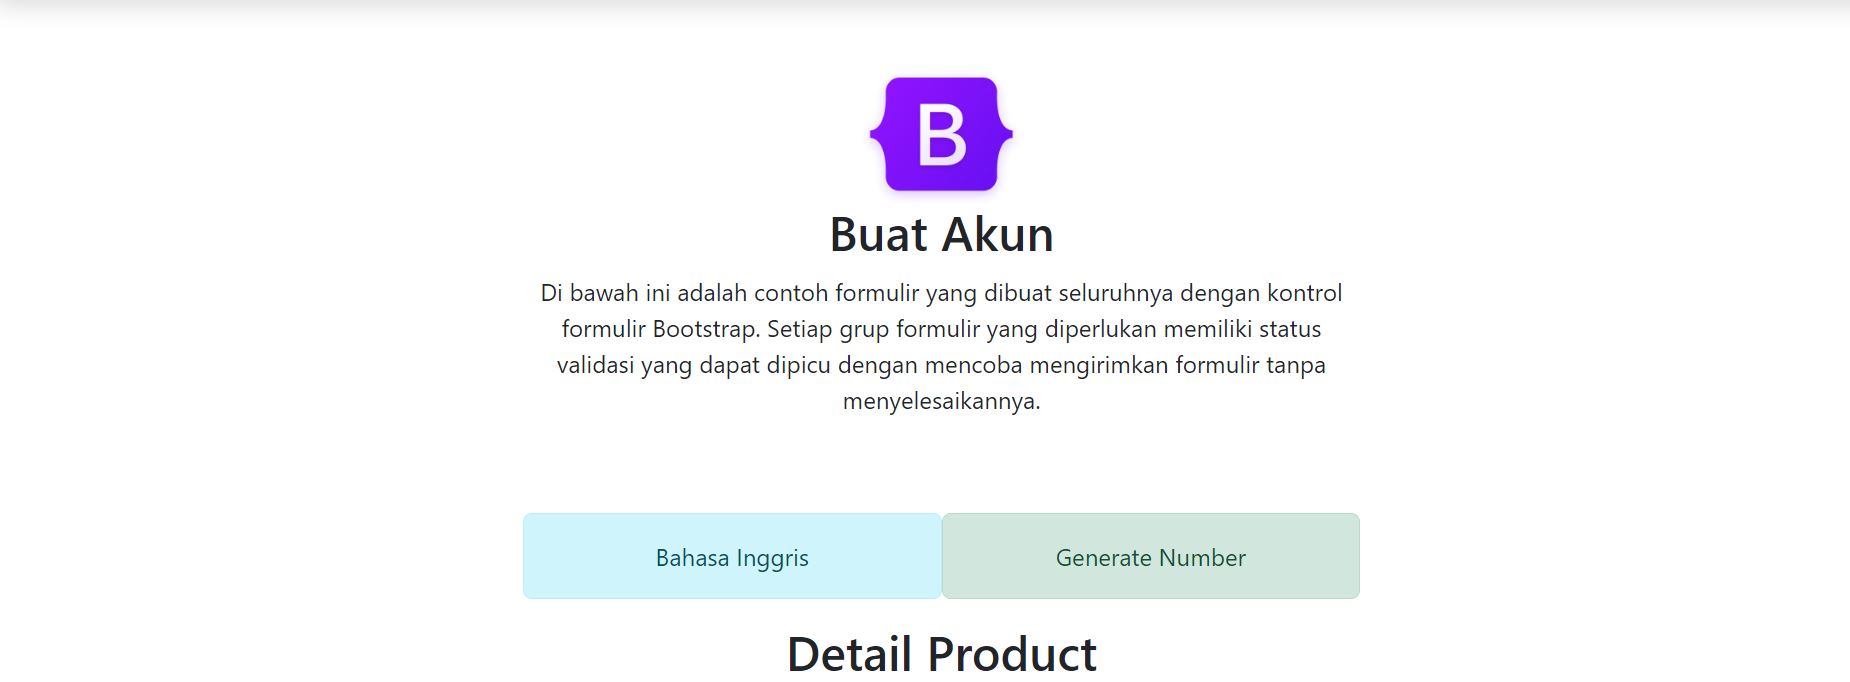 B
Buat Akun
Di bawah ini adalah contoh formulir yang dibuat seluruhnya dengan kontrol
formulir Bootstrap. Setiap grup formulir yang diperlukan memiliki status
validasi yang dapat dipicu dengan mencoba mengirimkan formulir tanpa
menyelesaikannya.
Bahasa Inggris
Generate Number
Detail Product